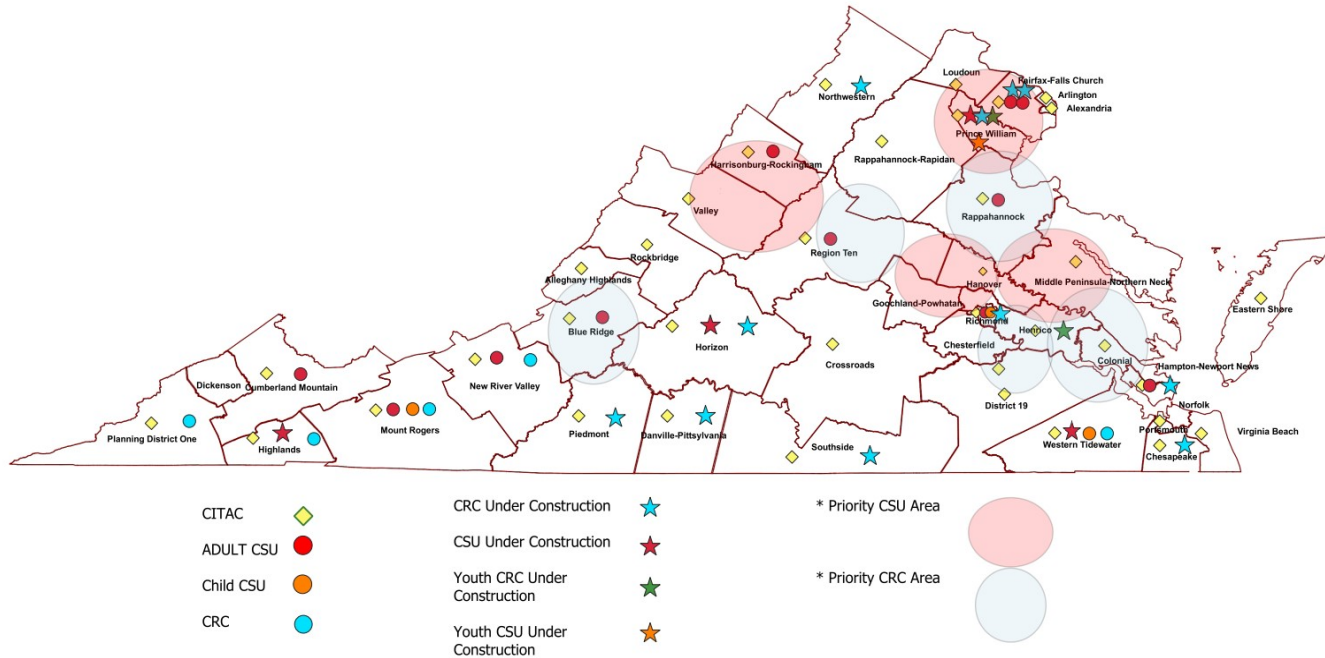 Loudoun
Fairfax-Falls Church
Arlington
Alexandria
Northwestern
Prince William
Rappahannock-Rapidan
Harrisonburg-Rockingham
Valley
Rappahannock
Rockbridge
Region Ten
Alleghany Highlands
Hanover
Middle Peninsula-Northern Neck
Goochland-Powhatan
Eastern Shore
Richmond
Blue Ridge
Horizon
Henrico
Chesterfield
Colonial
Crossroads
Hampton-Newport News
New River Valley
Cumberland Mountain
Dickenson
District 19
Norfolk
Mount Rogers
Planning District One
Highlands
Piedmont
Danville-Pittsylvania
Southside
Western Tidewater
Portsmouth
Virginia Beach
Chesapeake
CITAC
ADULT CSU
Child CSU
CRC
CRC Under Construction
CSU Under Construction
Youth CRC Under
Construction
Youth CSU Under
Construction
* Priority CSU Area
* Priority CRC Area